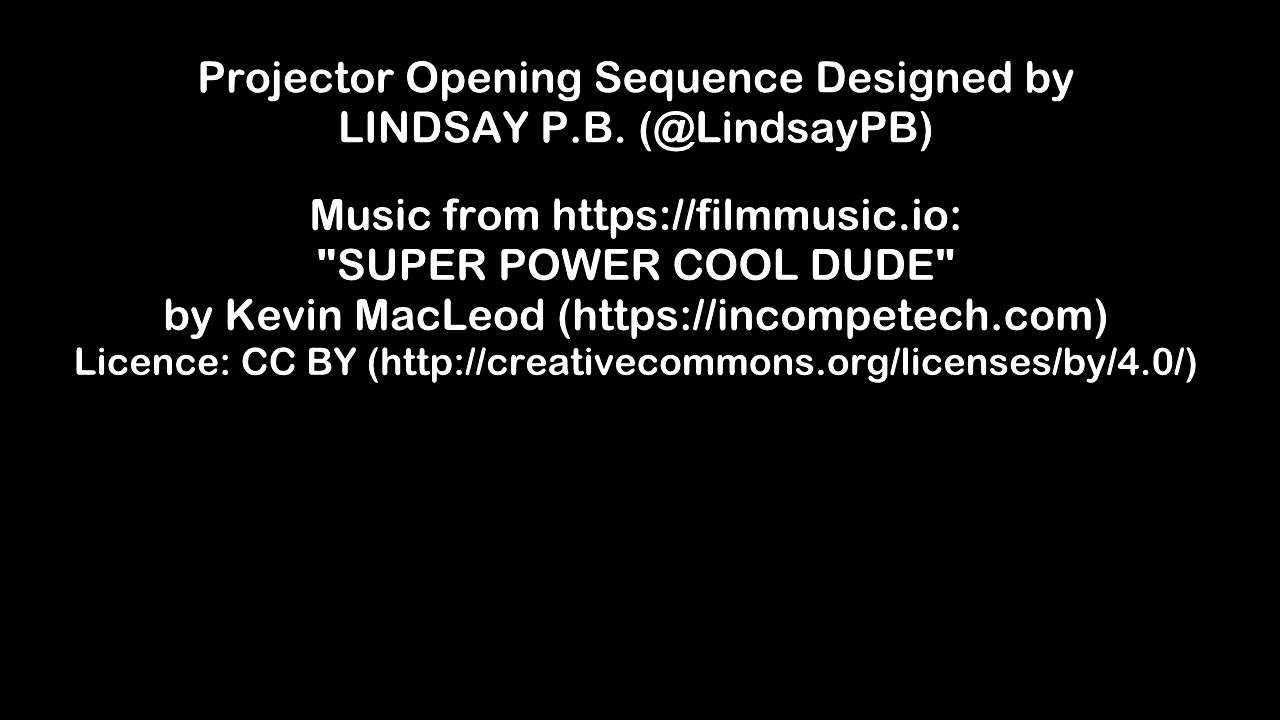 Projector Opening Sequence Designed by
LINDSAY P.B. (@LindsayPB)
Music from https://filmmusic.io:
"SUPER POWER COOL DUDE"
by Kevin MacLeod (https://incompetech.com)
Licence: CC BY (http://creativecommons.org/licenses/by/4.0/)